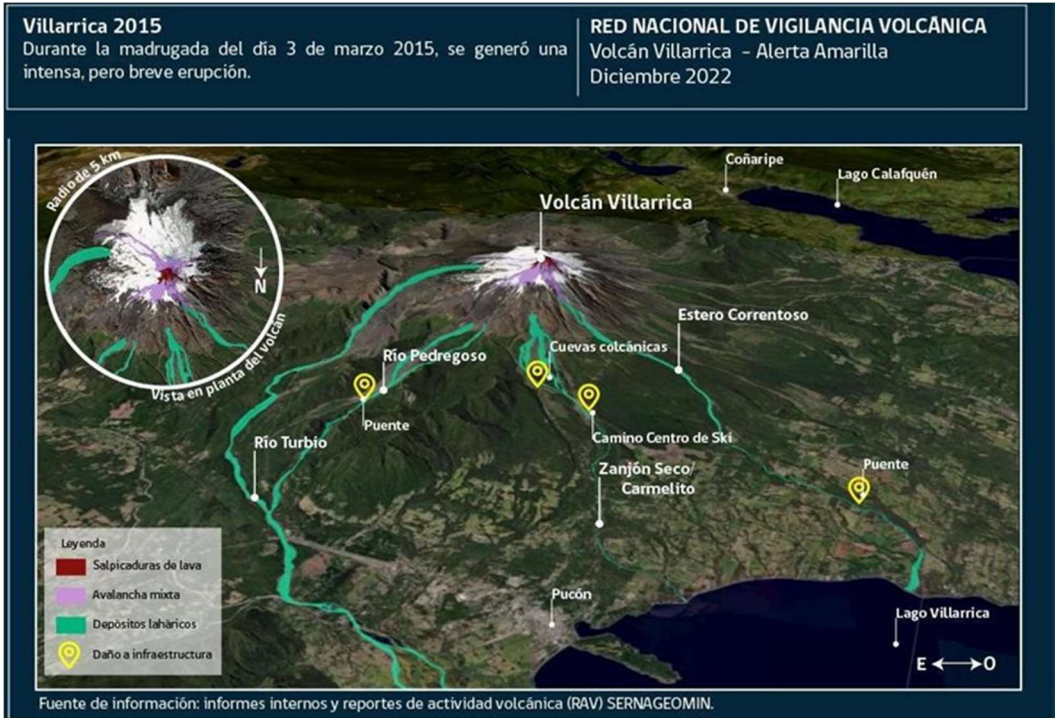 Villarrica 2015
Durante la madrugada del día 3 de marzo 2015, se generó una
intensa, pero breve erupción.
RED NACIONAL DE VIGILANCIA VOLCÁNICA
Volcán Villarrica – Alerta Amarilla
Diciembre 2022
Radio de 5 km
N
Vista en planta del volcán
Coñaripe
Lago Calafquén
Volcán Villarrica
Estero Correntoso
Río Pedregoso
Cuevas colcánicas
Puente
Camino Centro de Ski
Río Turbio
Zanjón Seco/
Carmelito
Puente
Leyenda
Salpicaduras de lava
Avalancha mixta
Depósitos laháricos
Daño a infraestructura
Pucón
Lago Villarrica
E O
Fuente de información: informes internos y reportes de actividad volcánica (RAV) SERNAGEOMIN.